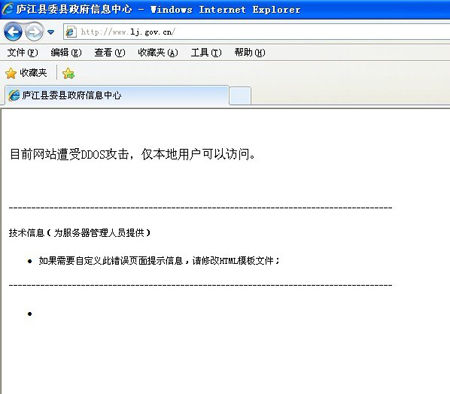 庐江县委县政府信息中心 - Windows Internet Explorer
http://www.lj.gov.cn/
文件(F) 编辑(E) 查看(V) 收藏夹(A) 工具(T) 帮助(H)
收藏夹
庐江县委县政府信息中心
目前网站遭受DDOS攻击，仅本地用户可以访问。
--------------------------------------------------------------------------------
技术信息(为服务器管理人员提供)
• 如果需要自定义此错误页面提示信息，请修改HTML模板文件；
--------------------------------------------------------------------------------
•